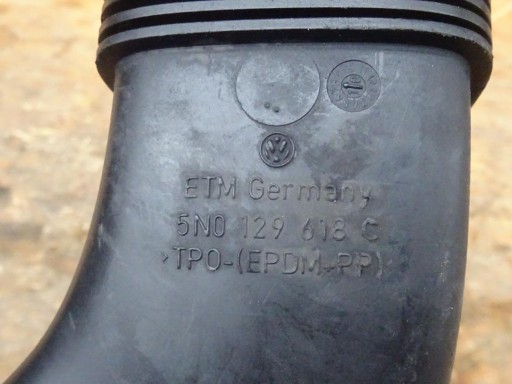 ETM Germany
5N0 129 618 C
>TPO-(EPDM-PP)<